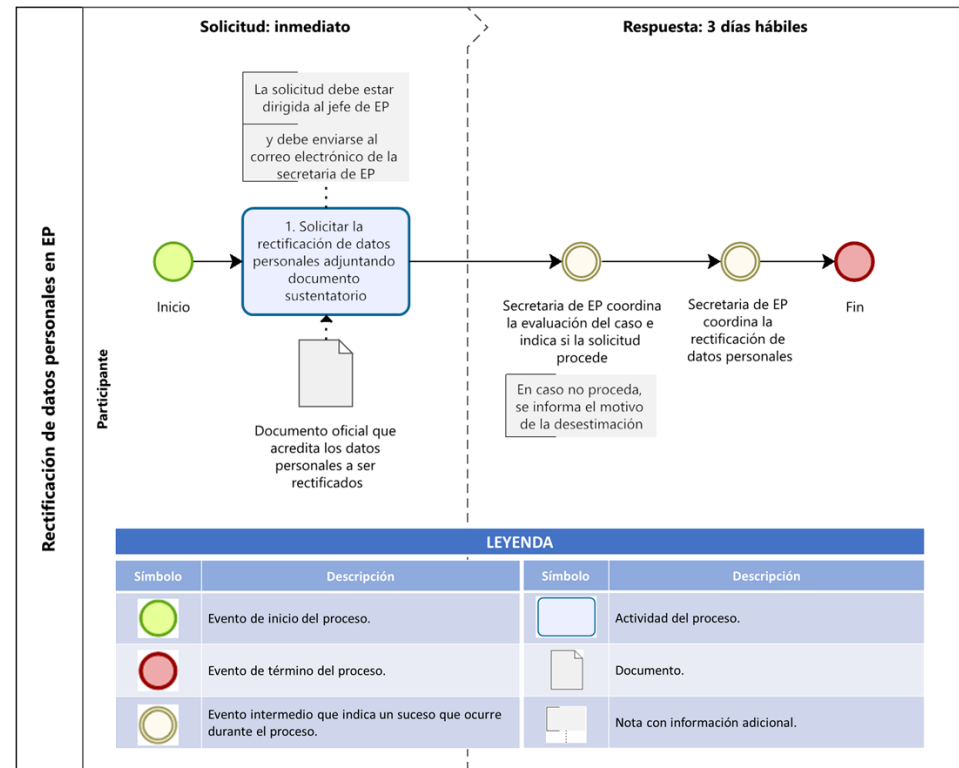 Rectificación de datos personales en EP
Participante
Solicitud: inmediato
Respuesta: 3 días hábiles
La solicitud debe estar
dirigida al jefe de EP
y debe enviarse al
correo electrónico de la
secretaria de EP
Inicio
1. Solicitar la
rectificación de datos
personales adjuntando
documento
sustentatorio
Documento oficial que
acredita los datos
personales a ser
rectificados
Secretaria de EP coordina
la evaluación del caso e
indica si la solicitud
procede
En caso no proceda,
se informa el motivo
de la desestimación
Secretaria de EP
coordina la
rectificación de
datos personales
Fin
LEYENDA
Símbolo Descripción Símbolo Descripción
Evento de inicio del proceso. Actividad del proceso.
Evento de término del proceso. Documento.
Evento intermedio que indica un suceso que ocurre
durante el proceso.
Nota con información adicional.